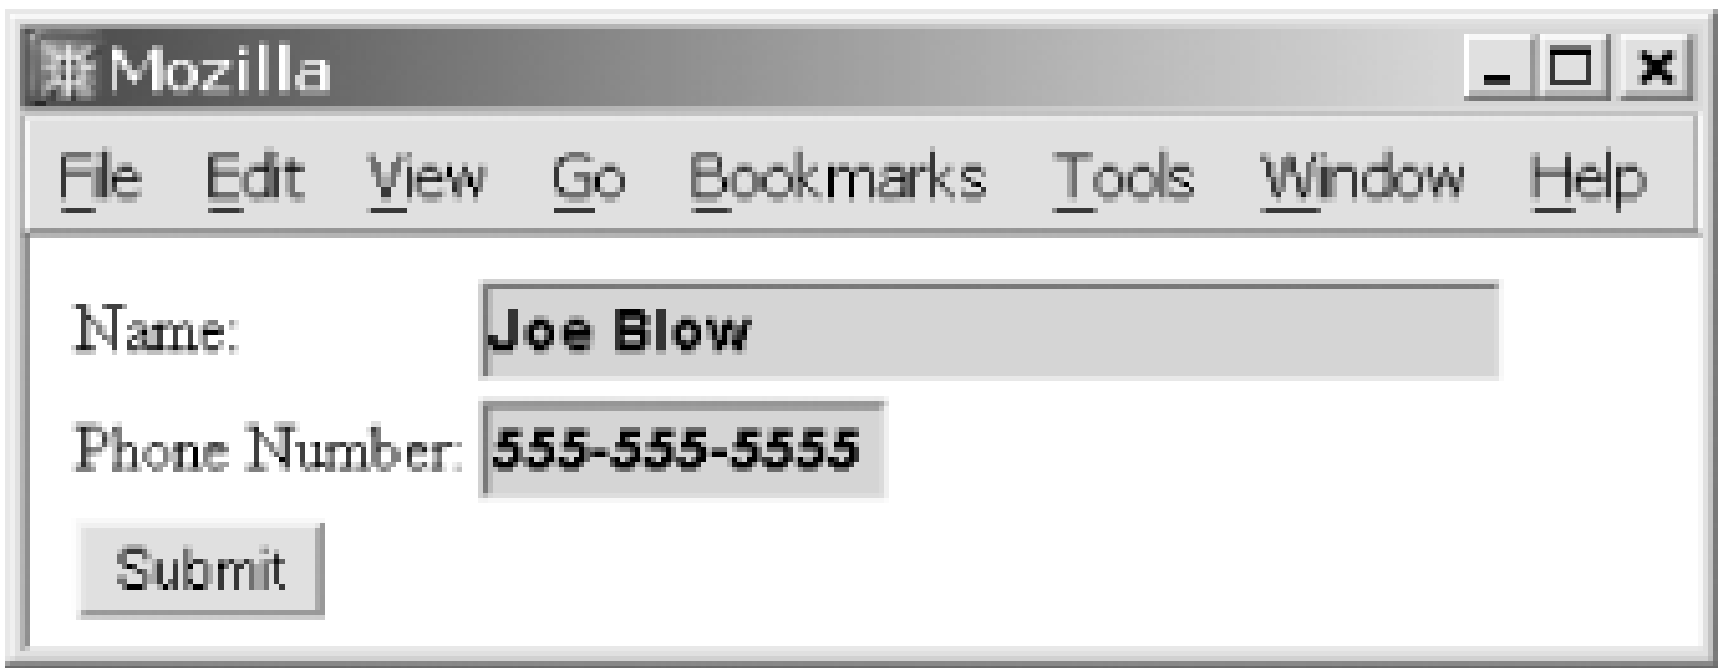 Mozilla
File Edit View Go Bookmarks Tools Window Help
Name: Joe Blow
Phone Number: 555-555-5555
Submit